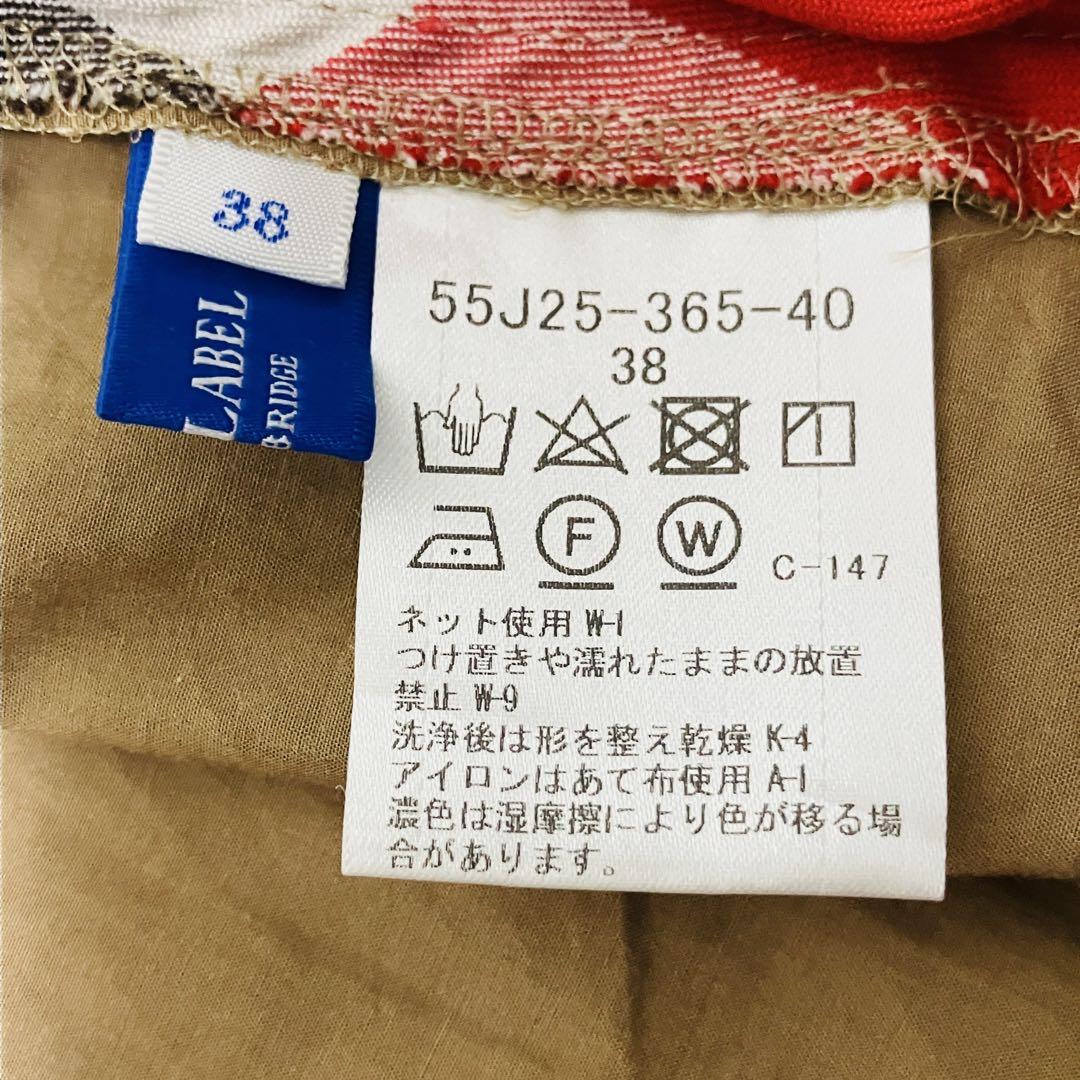 38
LABEL
RIDGE
55J25-365-40
38
F
W
C-147
ネット使用 W-1
つけ置きや濡れたままの放置
禁止 W-9
洗浄後は形を整え乾燥 K-4
アイロンはあて布使用 A-1
濃色は湿摩擦により色が移る場
合があります。